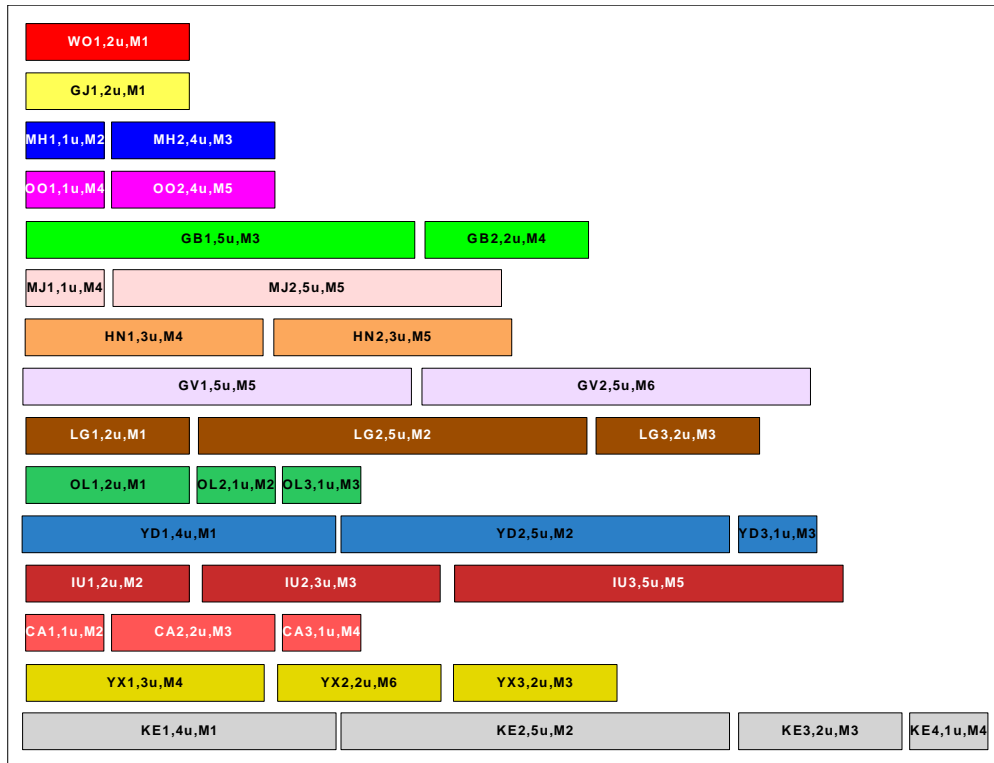 WO1,2u,M1
GJ1,2u,M1
MH1,1u,M2 MH2,4u,M3
OO1,1u,M4 OO2,4u,M5
GB1,5u,M3 GB2,2u,M4
MJ1,1u,M4 MJ2,5u,M5
HN1,3u,M4 HN2,3u,M5
GV1,5u,M5 GV2,5u,M6
LG1,2u,M1 LG2,5u,M2 LG3,2u,M3
OL1,2u,M1 OL2,1u,M2 OL3,1u,M3
YD1,4u,M1 YD2,5u,M2 YD3,1u,M3
IU1,2u,M2 IU2,3u,M3 IU3,5u,M5
CA1,1u,M2 CA2,2u,M3 CA3,1u,M4
YX1,3u,M4 YX2,2u,M6 YX3,2u,M3
KE1,4u,M1 KE2,5u,M2 KE3,2u,M3 KE4,1u,M4